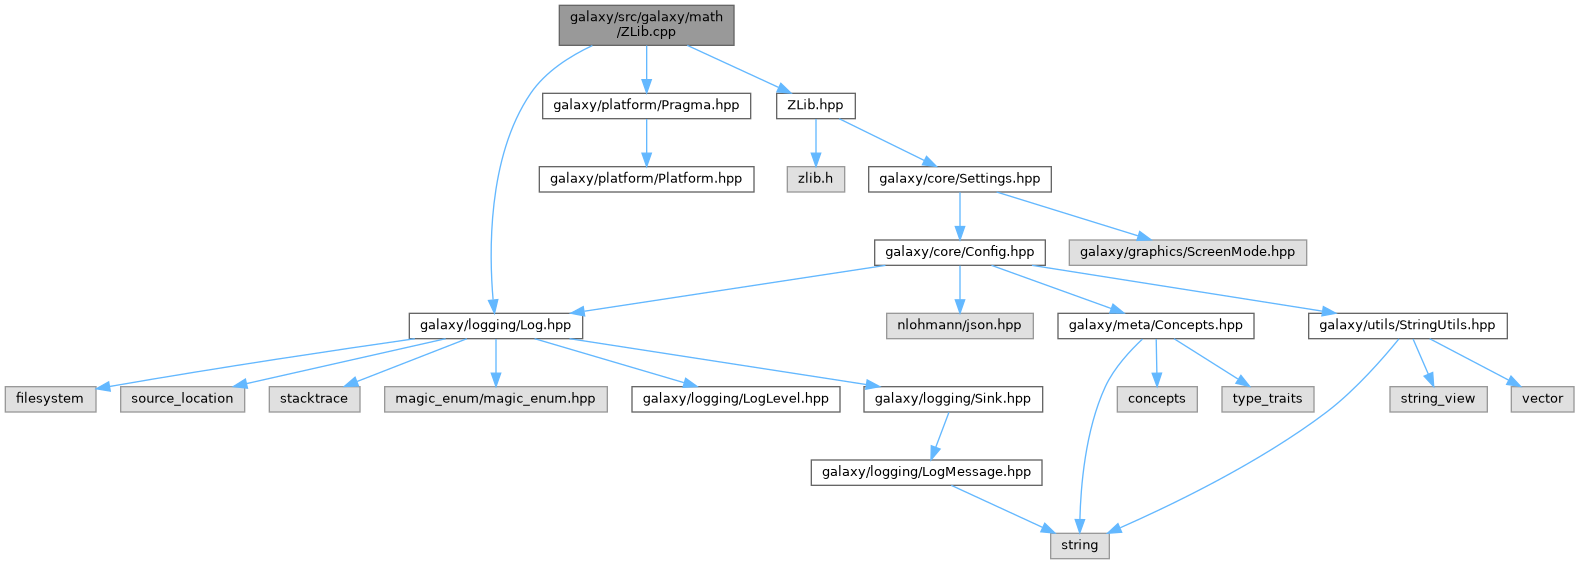 galaxy/src/galaxy/math
/ZLib.cpp
galaxy/platform/Pragma.hpp
ZLib.hpp
galaxy/platform/Platform.hpp
zlib.h
galaxy/core/Settings.hpp
galaxy/core/Config.hpp
galaxy/graphics/ScreenMode.hpp
galaxy/logging/Log.hpp
nlohmann/json.hpp
galaxy/meta/Concepts.hpp
galaxy/utils/StringUtils.hpp
filesystem
source_location
stacktrace
magic_enum/magic_enum.hpp
galaxy/logging/LogLevel.hpp
galaxy/logging/Sink.hpp
concepts
type_traits
string_view
vector
galaxy/logging/LogMessage.hpp
string